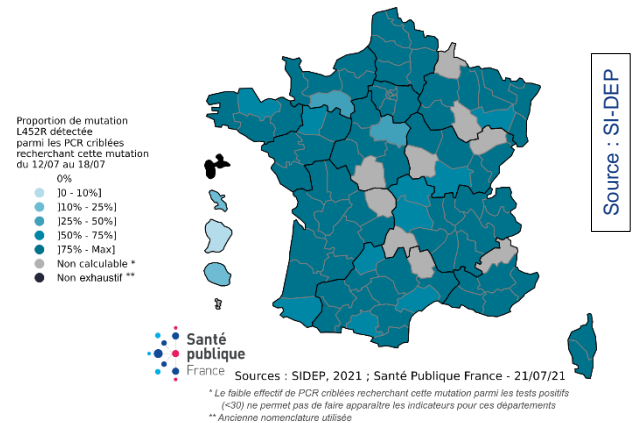 Proportion de mutation
L452R détectée
parmi les PCR criblées
recherchant cette mutation
du 12/07 au 18/07
0%
]0 - 10%]
]10 - 25%]
]25 - 50%]
]50 - 75%]
]75% - Max]
Non calculable *
Non exhaustif **
Source : SI-DEP
Santé
publique
France
Sources : SIDEP, 2021 ; Santé Publique France - 21/07/21
* Le faible effectif de PCR criblées recherchant cette mutation parmi les tests positifs
(<30) ne permet pas de faire apparaître les indicateurs pour ces départements
** Ancienne nomenclature utilisée